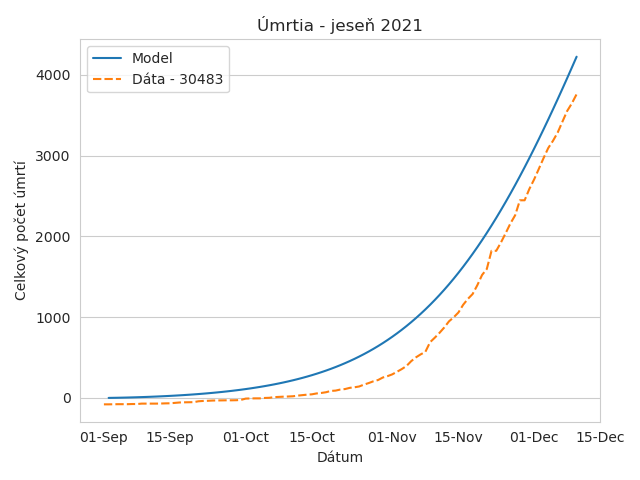 Úmrtia - jeseň 2021
Model
Dáta - 30483
Celkový počet úmrtí
4000
3000
2000
1000
0
01-Sep 15-Sep 01-Oct 15-Oct 01-Nov 15-Nov 01-Dec 15-Dec
Dátum